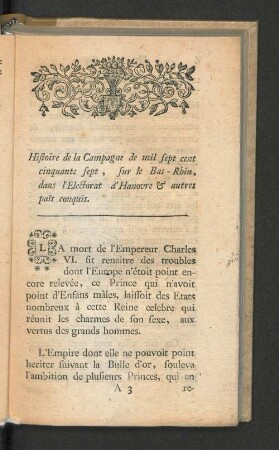 Histoire de la Campagne de mil sept cent
cinquante sept, sur le Bas-Rhin,
dans l'Electorat d'Hanovre & autres
païs conquis.
LA mort de l'Empereur Charles
VI. fit renaitre des troubles
dont l'Europe n'étoit point en-
core relevée, ce Prince qui n'avoit
point d'Enfans mâles, laissoit des Etats
nombreux à cette Reine celebre qui
réunit les charmes de son sexe, aux
vertus des grands hommes.
L'Empire dont elle ne pouvoit point
heriter suivant la Bulle d'or, souleva
l'ambition de plusieurs Princes, qui en
A 3
re-